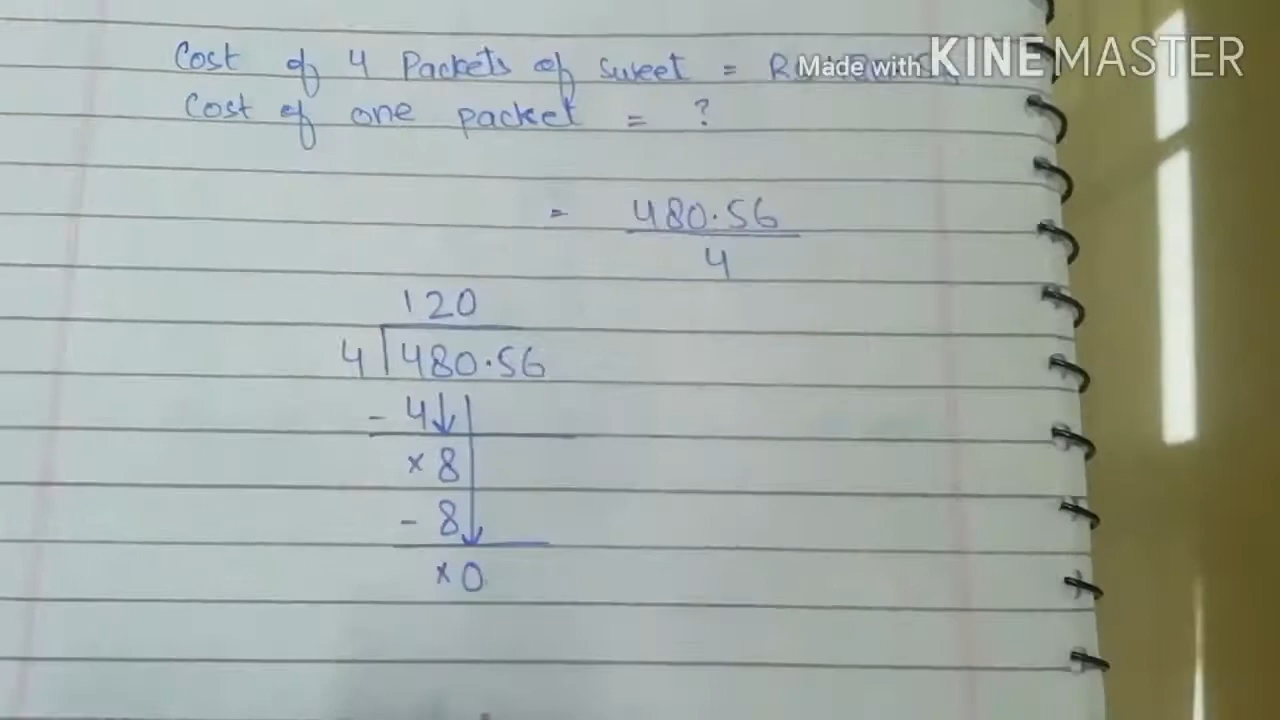 Cost of 4 Packets of sweet =
Made with KINEMASTER
Cost of one packet = ?
= 480.56
4
120
4 480.56
- 4
× 8
- 8
× 0